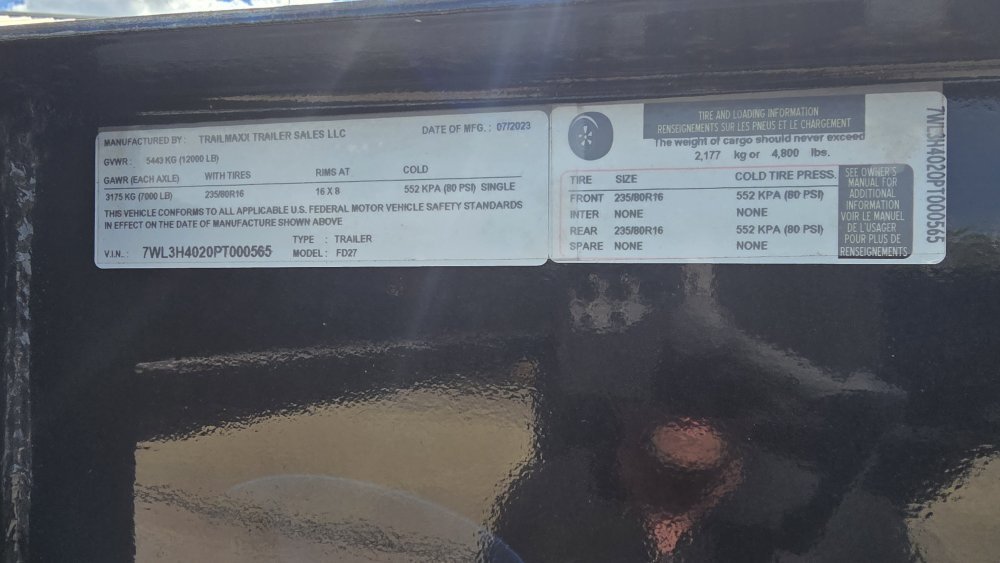 MANUFACTURED BY: TRAILMAXX TRAILER SALES LLC DATE OF MFG.: 07/2023
GVWR: 5443 KG (12000 LB)
GAWR (EACH AXLE) WITH TIRES RIMS AT COLD
3175 KG (7000 LB) 235/80R16 16 X 8 552 KPA (80 PSI) SINGLE
THIS VEHICLE CONFORMS TO ALL APPLICABLE U.S. FEDERAL MOTOR VEHICLE SAFETY STANDARDS
IN EFFECT ON THE DATE OF MANUFACTURE SHOWN ABOVE
TYPE : TRAILER
V.I.N.: 7WL3H4020PT000565 MODEL: FD27
TIRE AND LOADING INFORMATION
RENSEIGNEMENTS SUR LES PNEUS ET LE CHARGEMENT
The weight of cargo should never exceed
2,177 kg or 4,800 lbs.
TIRE SIZE COLD TIRE PRESS.
FRONT 235/80R16 552 KPA (80 PSI)
INTER NONE NONE
REAR 235/80R16 552 KPA (80 PSI)
SPARE NONE NONE
SEE OWNER'S
MANUAL FOR
ADDITIONAL
INFORMATION
VOIR LE MANUEL
DE L'USAGER
POUR PLUS DE
RENSEIGNEMENTS
7WL3H4020PT000565